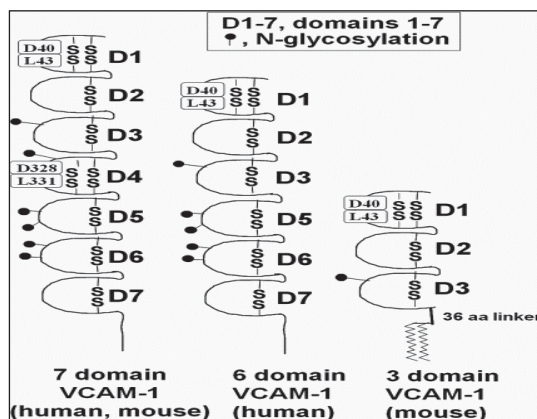 D1-7, domains 1-7
, N-glycosylation
D40
L43
S S
S S
D1
S
S
D2
S
S
D3
D328
L331
S S
S S
D4
S
S
D5
S
S
D6
S
S
D7
7 domain
VCAM-1
(human, mouse)
D40
L43
S S
S S
D1
S
S
D2
S
S
D3
S
S
D5
S
S
D6
S
S
D7
6 domain
VCAM-1
(human)
D40
L43
S S
S S
D1
S
S
D2
S
S
D3
36 aa linker
3 domain
VCAM-1
(mouse)